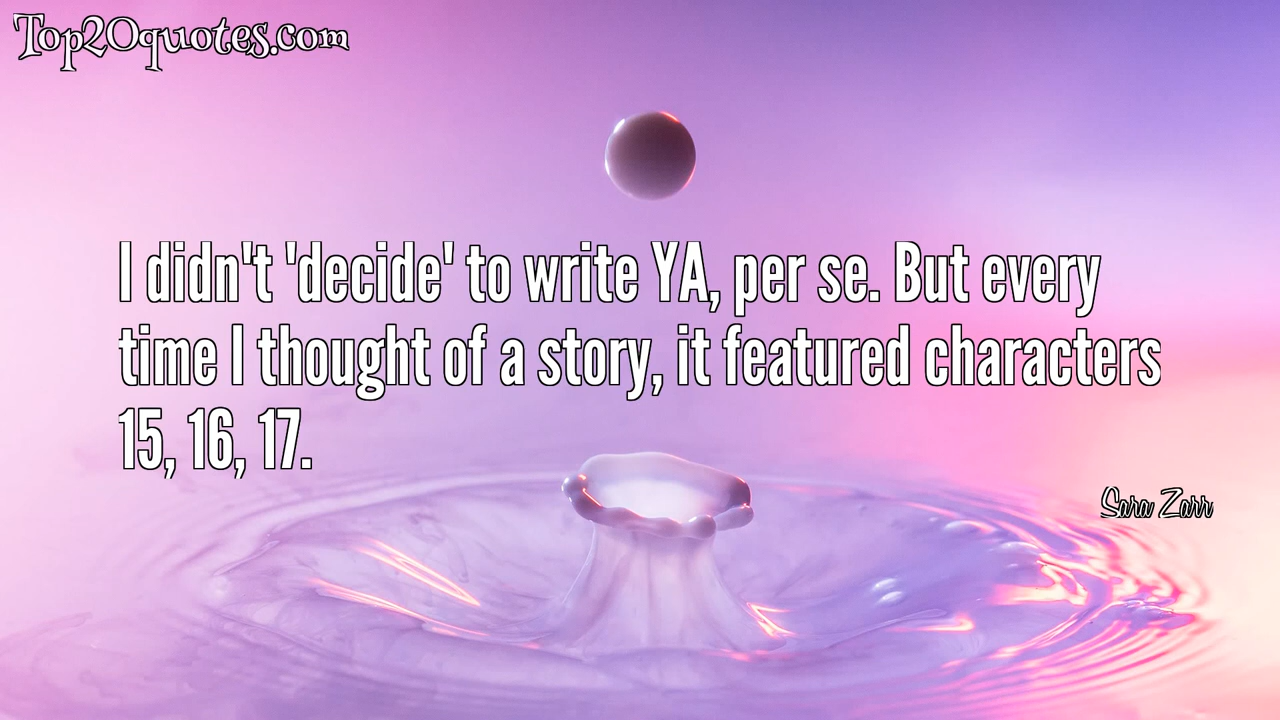 Top20quotes.com
I didn't 'decide' to write YA, per se. But every
time I thought of a story, it featured characters
15, 16, 17.
Sara Zarr